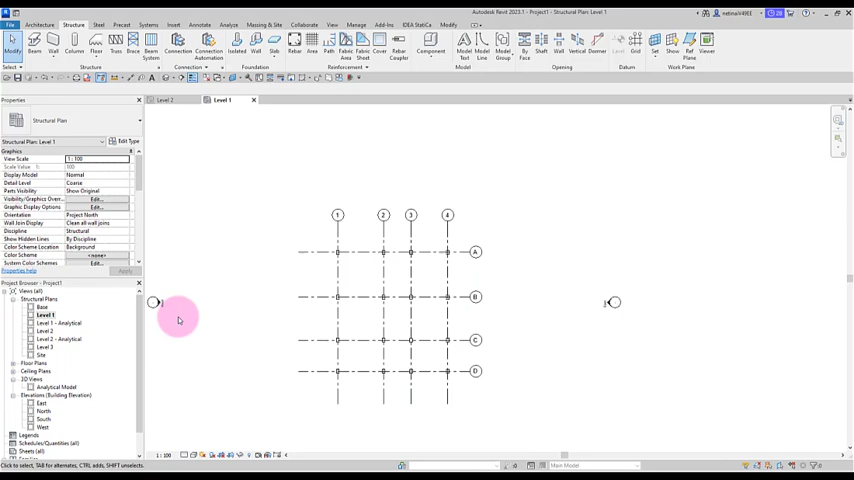 Autodesk Revit 2023.1 - Project1 - Structural Plan: Level 1
netinaV49EE
28
File Architecture Structure Steel Precast Systems Insert Annotate Analyze Massing & Site Collaborate View Manage Add-Ins IDEA StatiCa Modify
Modify Beam Wall Column Floor Truss Brace Beam System Connection Connection Automation Isolated Wall Slab Rebar Area Path Fabric Area Fabric Sheet Cover Rebar Coupler Component Model Text Model Line Model Group By Face Shaft Wall Vertical Dormer Level Grid Set Show Ref Plane Viewer
Select Structure Connection Foundation Reinforcement Model Opening Datum Work Plane
Properties
Level 2 Level 1
Structural Plan
Structural Plan: Level 1 Edit Type
Graphics
View Scale 1 : 100
Scale Value 1: 100
Display Model Normal
Detail Level Coarse
Parts Visibility Show Original
Visibility/Graphics Over... Edit...
Graphic Display Options Edit...
Orientation Project North
Wall Join Display Clean all wall joins
Discipline Structural
Show Hidden Lines By Discipline
Color Scheme Location Background
Color Scheme <none>
System Color Schemes Edit...
Properties help Apply
Project Browser - Project1
Views (all)
Structural Plans
Base
Level 1
Level 1 - Analytical
Level 2
Level 2 - Analytical
Level 3
Site
Floor Plans
Ceiling Plans
3D Views
Analytical Model
Elevations (Building Elevation)
East
North
South
West
Legends
Schedules/Quantities (all)
Sheets (all)
1 2 3 4
A
B
C
D
1 : 100
Click to select, TAB for alternates, CTRL adds, SHIFT unselects.
:0
Main Model
:0